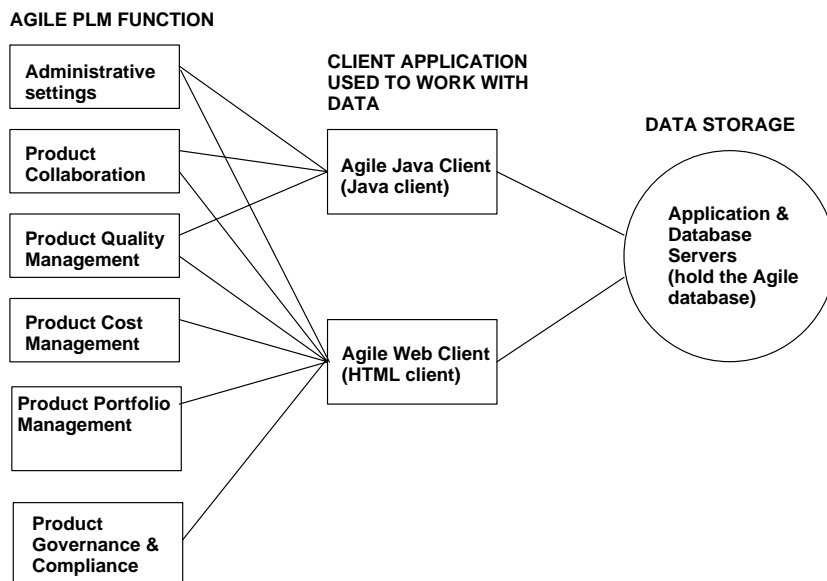 AGILE PLM FUNCTION
Administrative
settings
Product
Collaboration
Product Quality
Management
Product Cost
Management
Product Portfolio
Management
Product
Governance &
Compliance
CLIENT APPLICATION
USED TO WORK WITH
DATA
Agile Java Client
(Java client)
Agile Web Client
(HTML client)
DATA STORAGE
Application &
Database
Servers
(hold the Agile
database)